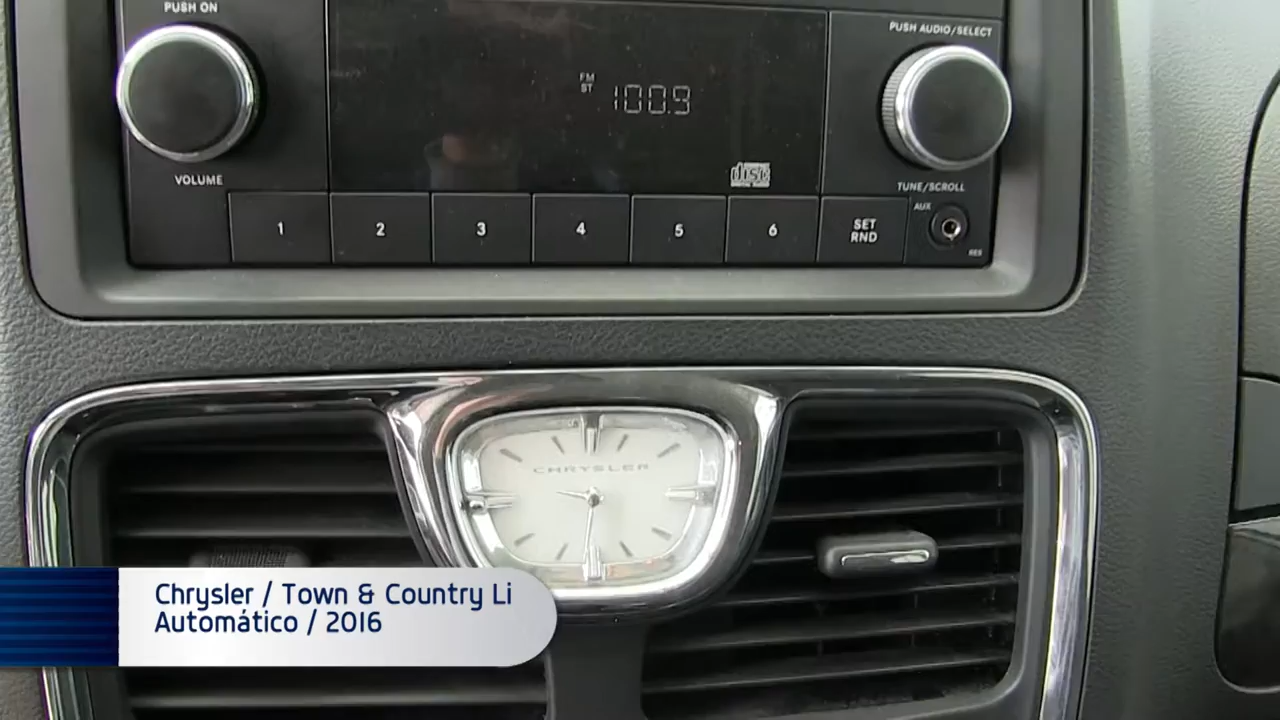 PUSH ON
PUSH AUDIO/SELECT
FM
ST
100.9
disc
VOLUME
TUNE/SCROLL
AUX
1 2 3 4 5 6 SET RND
CHRYSLER
Chrysler / Town & Country Li
Automático / 2016